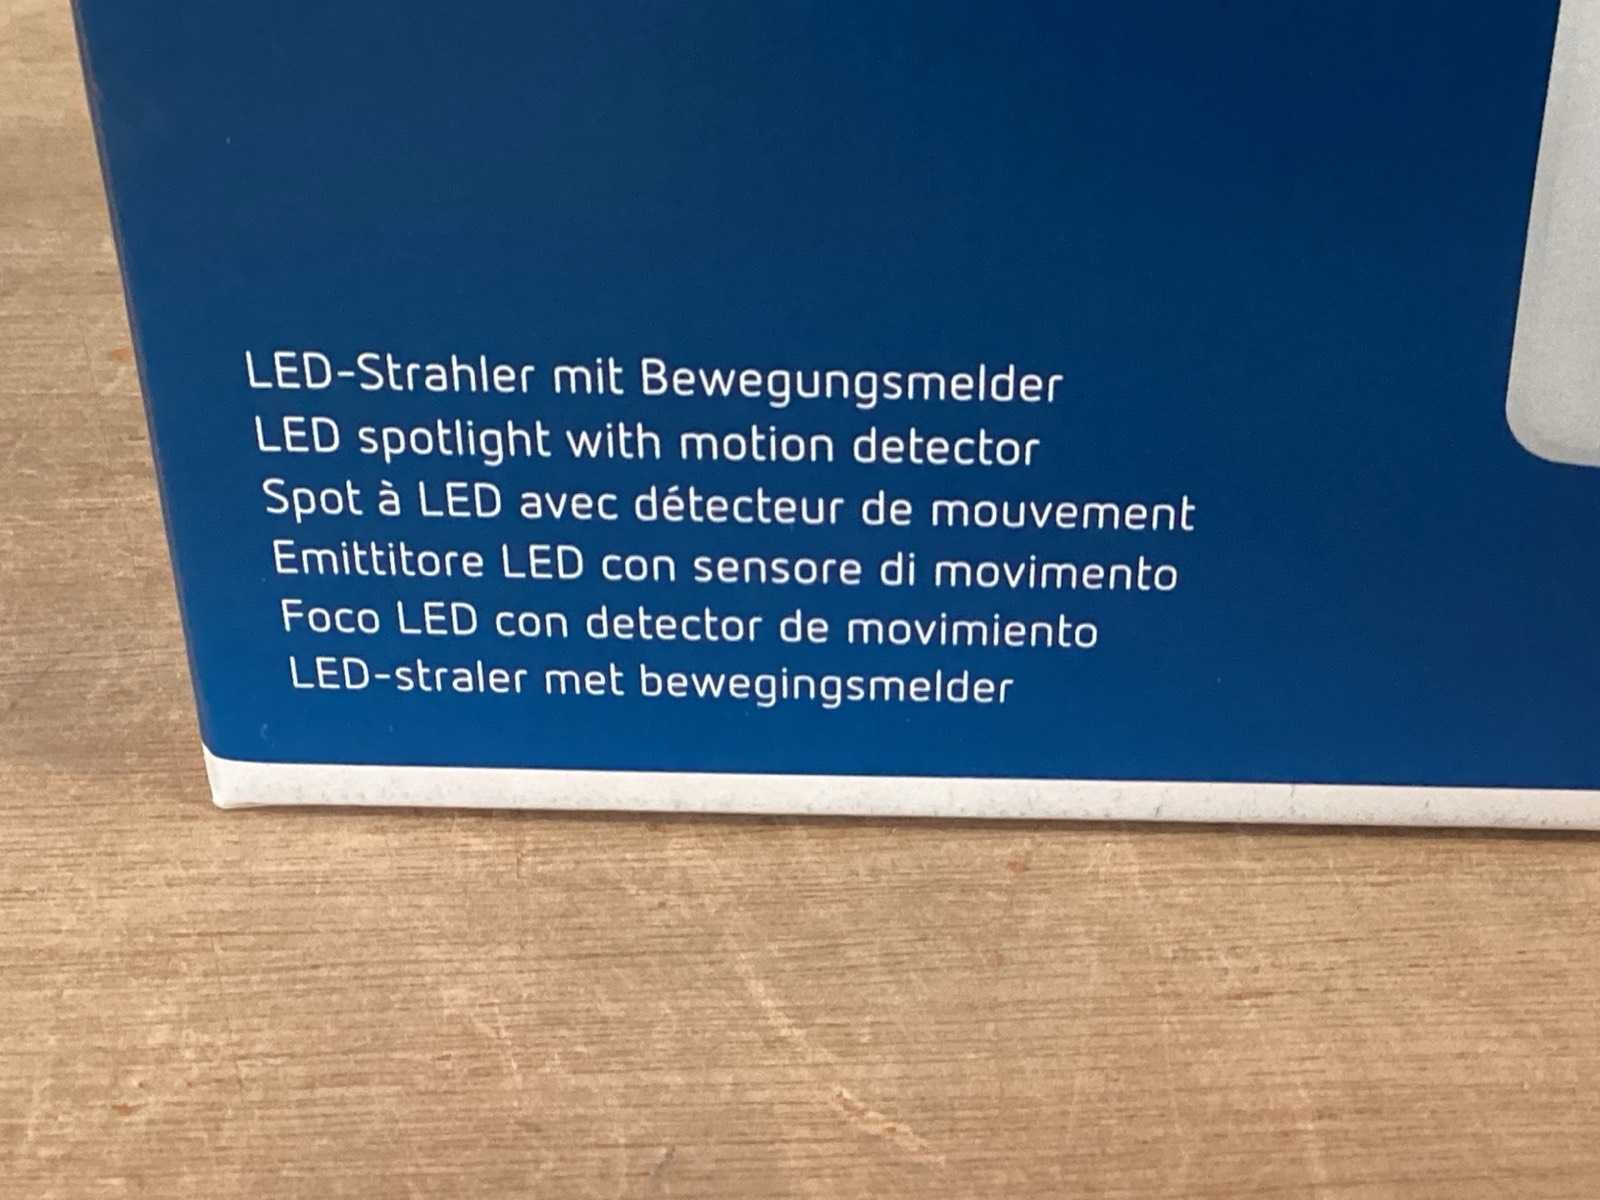 LED-Strahler mit Bewegungsmelder
LED spotlight with motion detector
Spot à LED avec détecteur de mouvement
Emittitore LED con sensore di movimento
Foco LED con detector de movimiento
LED-straler met bewegingsmelder